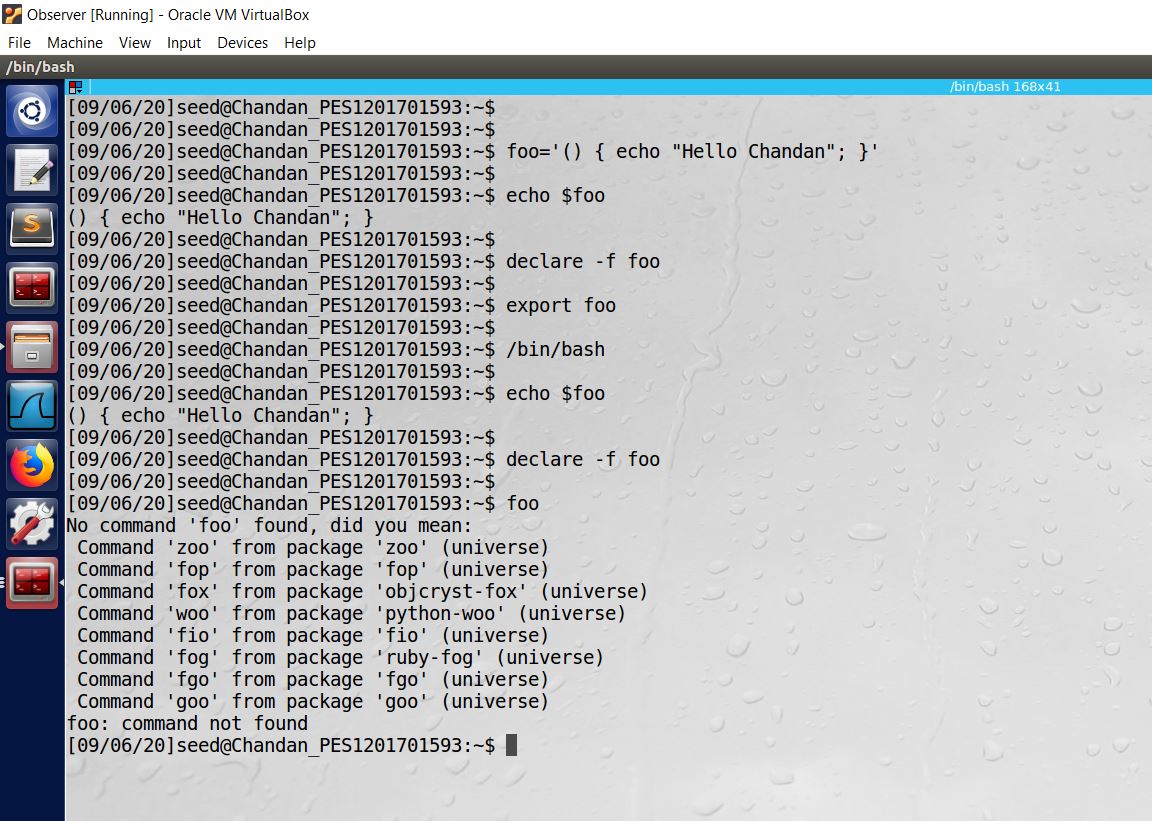 Observer [Running] - Oracle VM VirtualBox
File Machine View Input Devices Help
/bin/bash
/bin/bash 168x41
[09/06/20]seed@Chandan_PES1201701593:~$
[09/06/20]seed@Chandan_PES1201701593:~$
[09/06/20]seed@Chandan_PES1201701593:~$ foo='() { echo "Hello Chandan"; }'
[09/06/20]seed@Chandan_PES1201701593:~$
[09/06/20]seed@Chandan_PES1201701593:~$ echo $foo
() { echo "Hello Chandan"; }
[09/06/20]seed@Chandan_PES1201701593:~$
[09/06/20]seed@Chandan_PES1201701593:~$ declare -f foo
[09/06/20]seed@Chandan_PES1201701593:~$
[09/06/20]seed@Chandan_PES1201701593:~$ export foo
[09/06/20]seed@Chandan_PES1201701593:~$
[09/06/20]seed@Chandan_PES1201701593:~$ /bin/bash
[09/06/20]seed@Chandan_PES1201701593:~$
[09/06/20]seed@Chandan_PES1201701593:~$ echo $foo
() { echo "Hello Chandan"; }
[09/06/20]seed@Chandan_PES1201701593:~$
[09/06/20]seed@Chandan_PES1201701593:~$ declare -f foo
[09/06/20]seed@Chandan_PES1201701593:~$
[09/06/20]seed@Chandan_PES1201701593:~$ foo
No command 'foo' found, did you mean:
 Command 'zoo' from package 'zoo' (universe)
 Command 'fop' from package 'fop' (universe)
 Command 'fox' from package 'objcryst-fox' (universe)
 Command 'woo' from package 'python-woo' (universe)
 Command 'fio' from package 'fio' (universe)
 Command 'fog' from package 'ruby-fog' (universe)
 Command 'fgo' from package 'fgo' (universe)
 Command 'goo' from package 'goo' (universe)
foo: command not found
[09/06/20]seed@Chandan_PES1201701593:~$